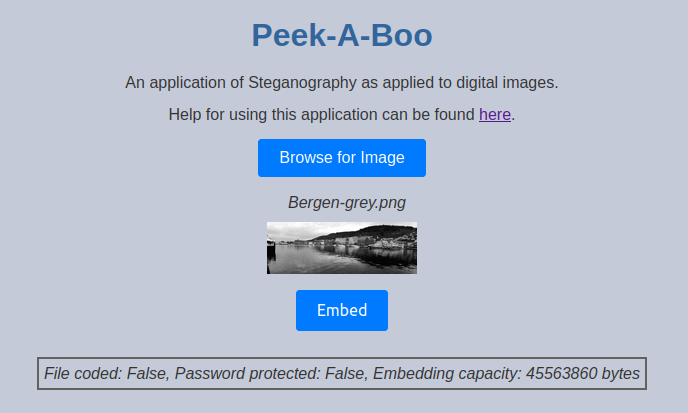 Peek-A-Boo
An application of Steganography as applied to digital images.
Help for using this application can be found here.
Browse for Image
Bergen-grey.png
Embed
File coded: False, Password protected: False, Embedding capacity: 45563860 bytes